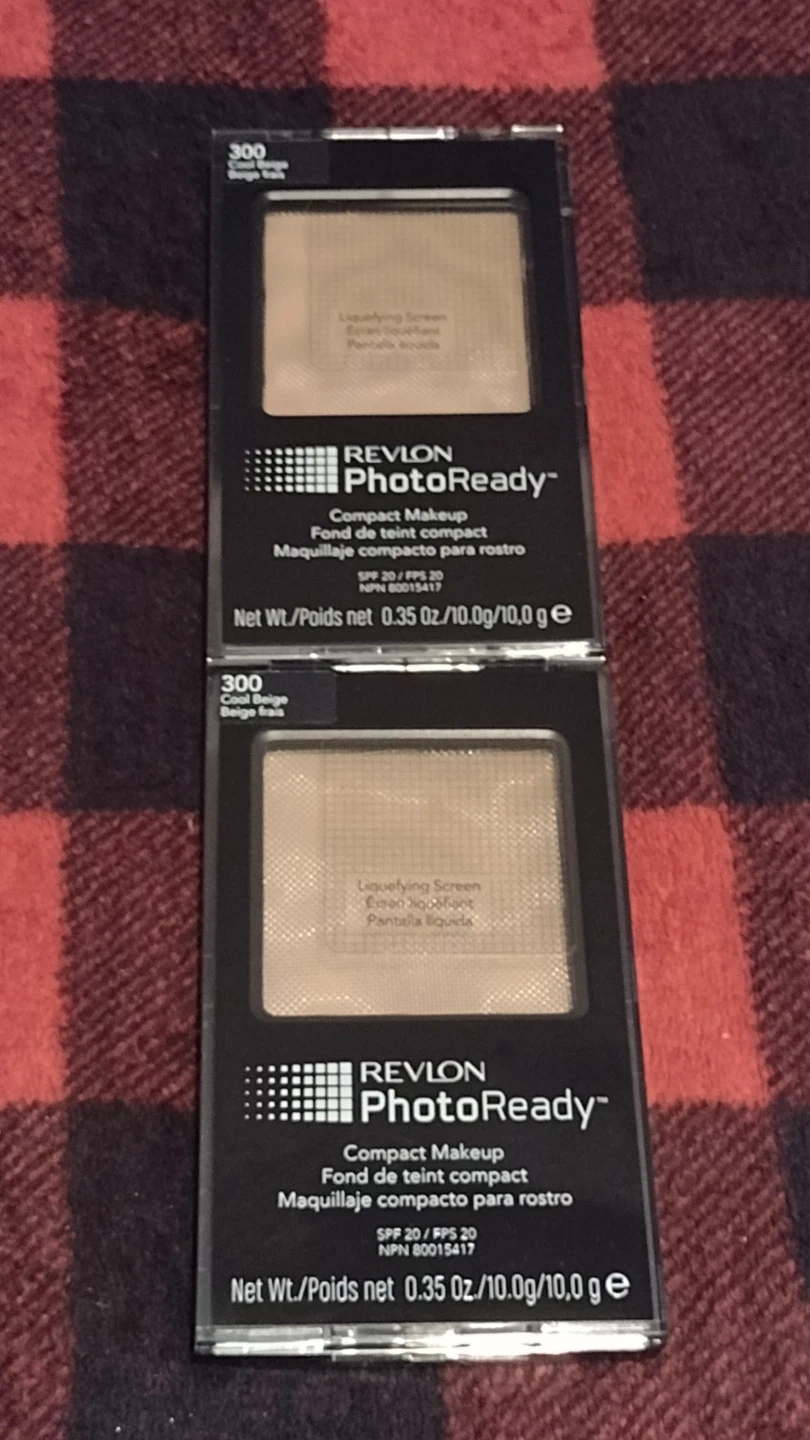 300
Cool Beige
Beige frais
Liquefying Screen
Écran liquéfiant
Pantalla líquida
REVLON
PhotoReady™
Compact Makeup
Fond de teint compact
Maquillaje compacto para rostro
SPF 20 / FPS 20
NPN 80015417
Net Wt./Poids net 0.35 Oz./10.0g/10,0 g e
300
Cool Beige
Beige frais
Liquefying Screen
Écran liquéfiant
Pantalla líquida
REVLON
PhotoReady™
Compact Makeup
Fond de teint compact
Maquillaje compacto para rostro
SPF 20 / FPS 20
NPN 80015417
Net Wt./Poids net 0.35 Oz./10.0g/10,0 g e